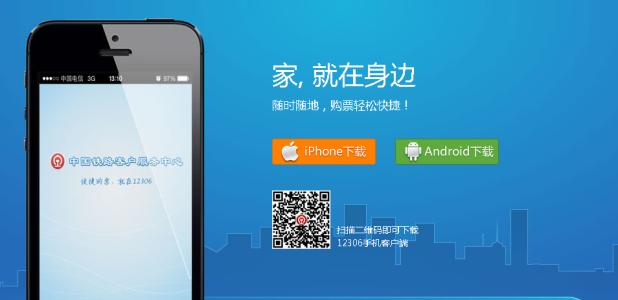 中国电信 3G 13:10 97%
中国铁路客户服务中心
便捷购票，就在12306
家, 就在身边
随时随地，购票轻松快捷！
iPhone下载
Android下载
扫描二维码即可下载
12306手机客户端